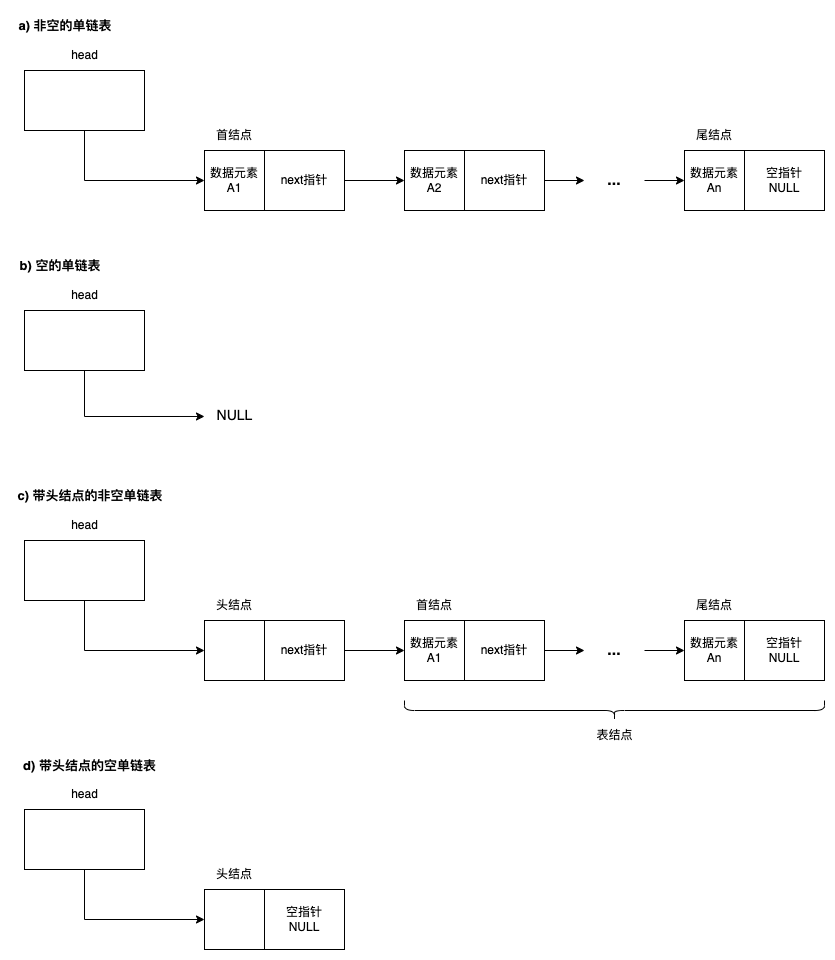 a) 非空的单链表
head
首结点
尾结点
数据元素
A1
next指针
数据元素
A2
next指针
...
数据元素
An
空指针
NULL
b) 空的单链表
head
NULL
c) 带头结点的非空单链表
head
头结点
首结点
尾结点
next指针
数据元素
A1
next指针
...
数据元素
An
空指针
NULL
表结点
d) 带头结点的空单链表
head
头结点
空指针
NULL